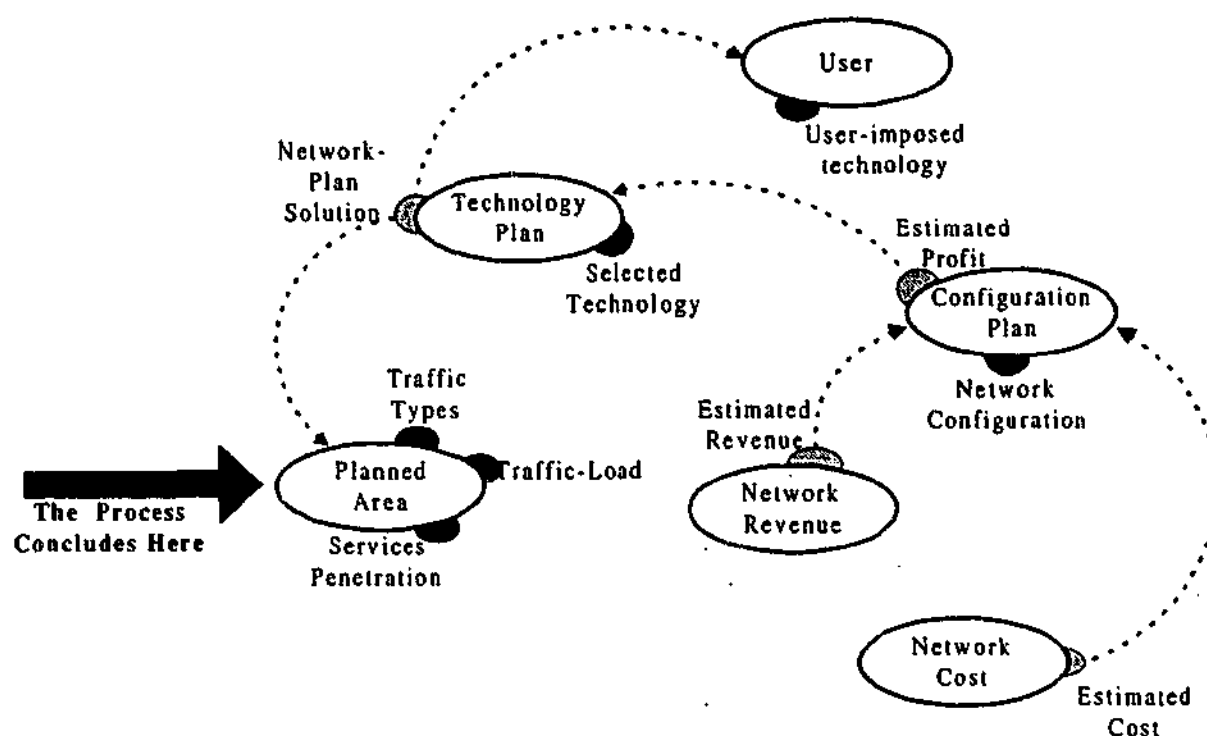 User
User-imposed
technology
Network-
Plan
Solution
Technology
Plan
Selected
Technology
Estimated
Profit
Configuration
Plan
Network
Configuration
Traffic
Types
Estimated
Revenue
Planned
Area
Traffic-Load
Network
Revenue
The Process
Concludes Here
Services
Penetration
Network
Cost
Estimated
Cost